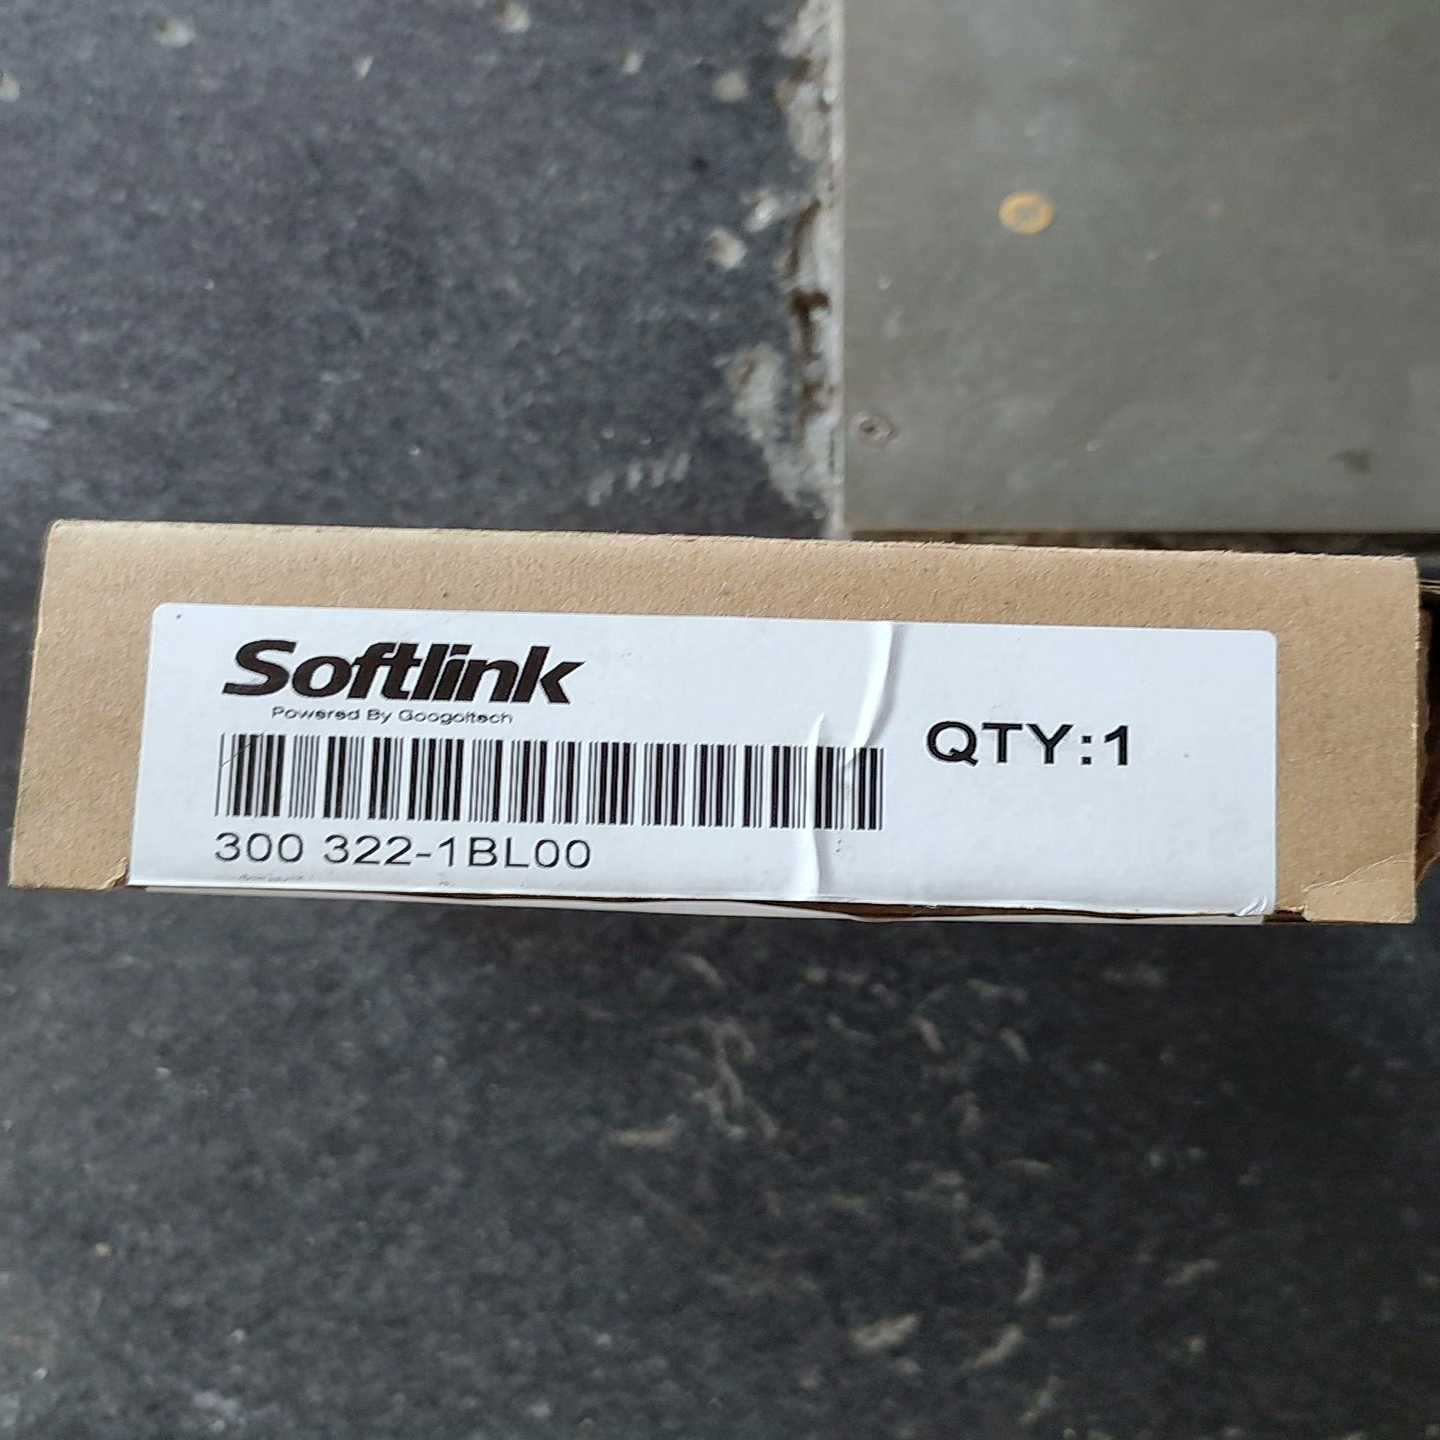 Softlink
Powered By Googoltech
QTY:1
300 322-1BL00